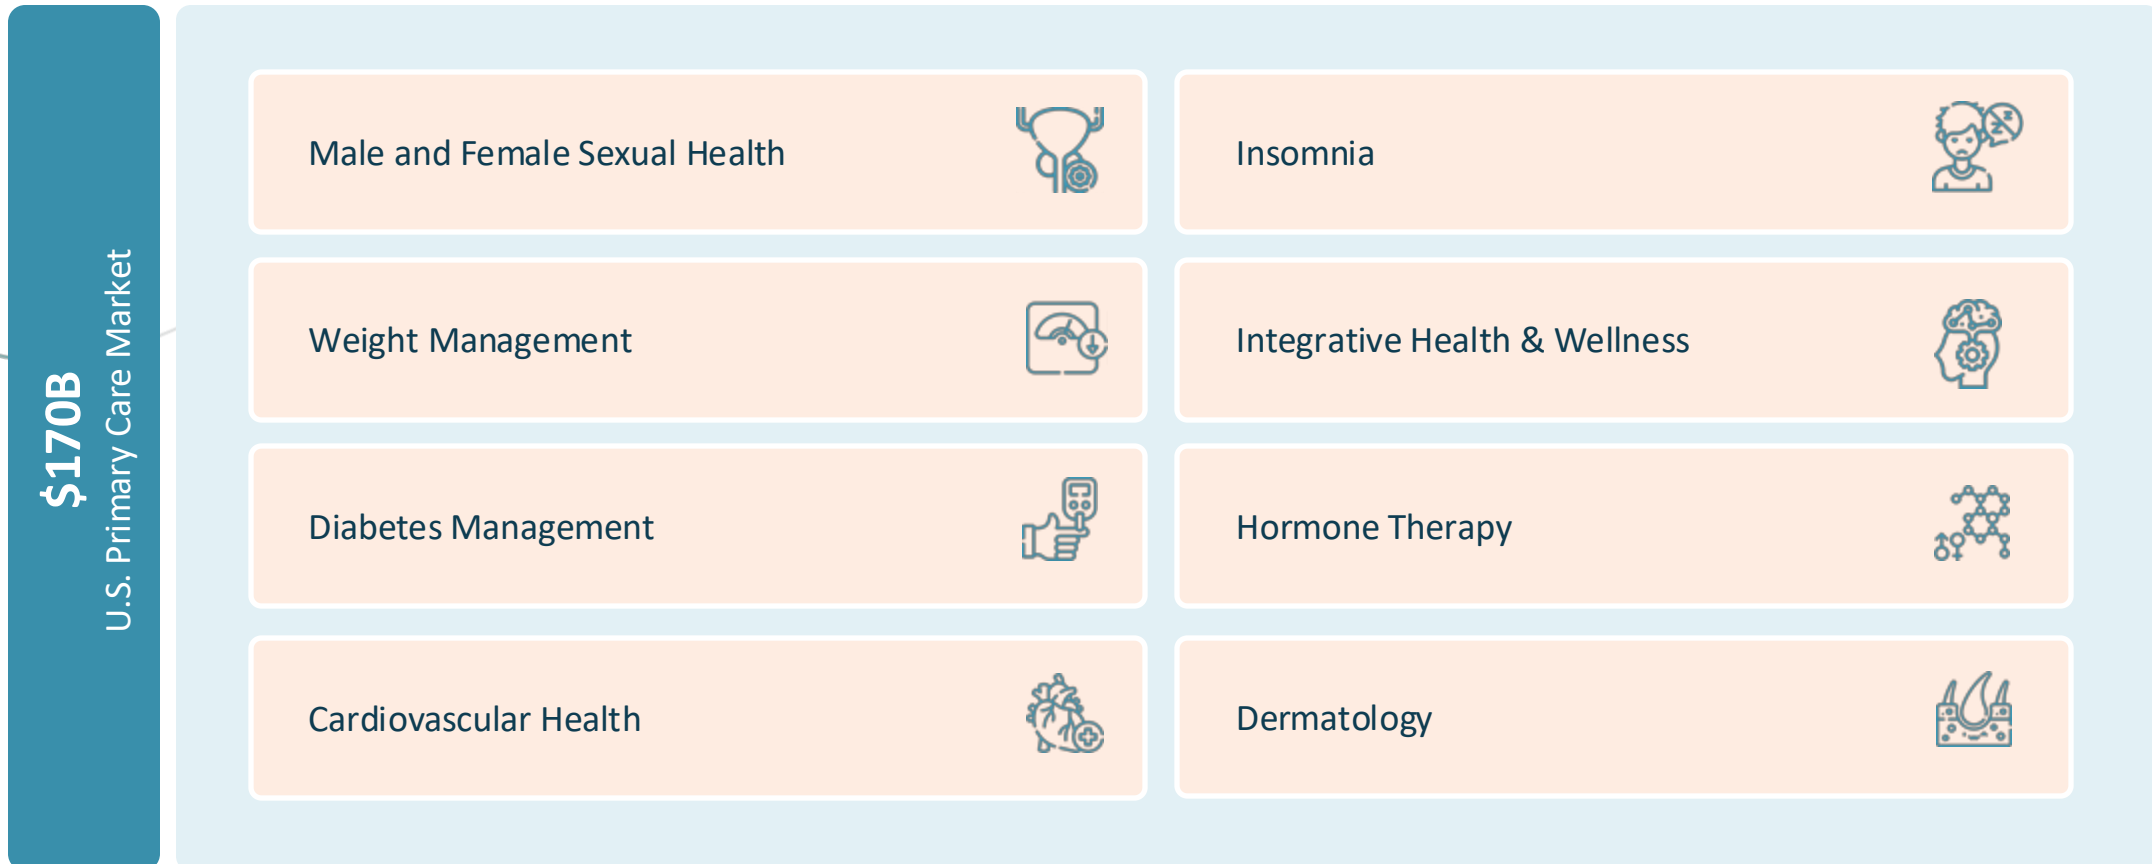 $170B
U.S. Primary Care Market
Male and Female Sexual Health
Insomnia
Weight Management
Integrative Health & Wellness
Diabetes Management
Hormone Therapy
Cardiovascular Health
Dermatology